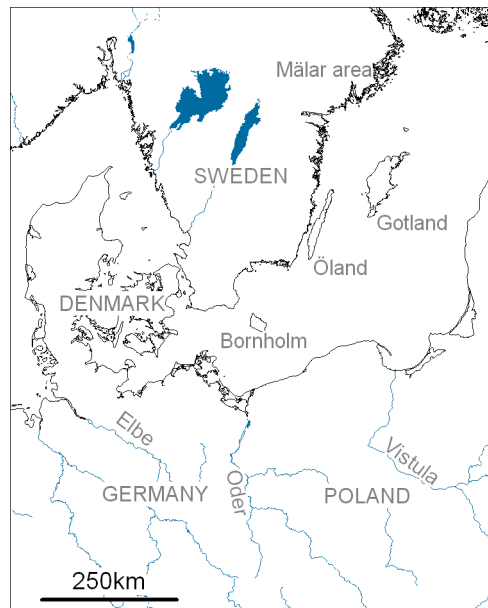 Mälar area
SWEDEN
Gotland
Öland
DENMARK
Bornholm
Elbe
Oder
Vistula
GERMANY
POLAND
250km